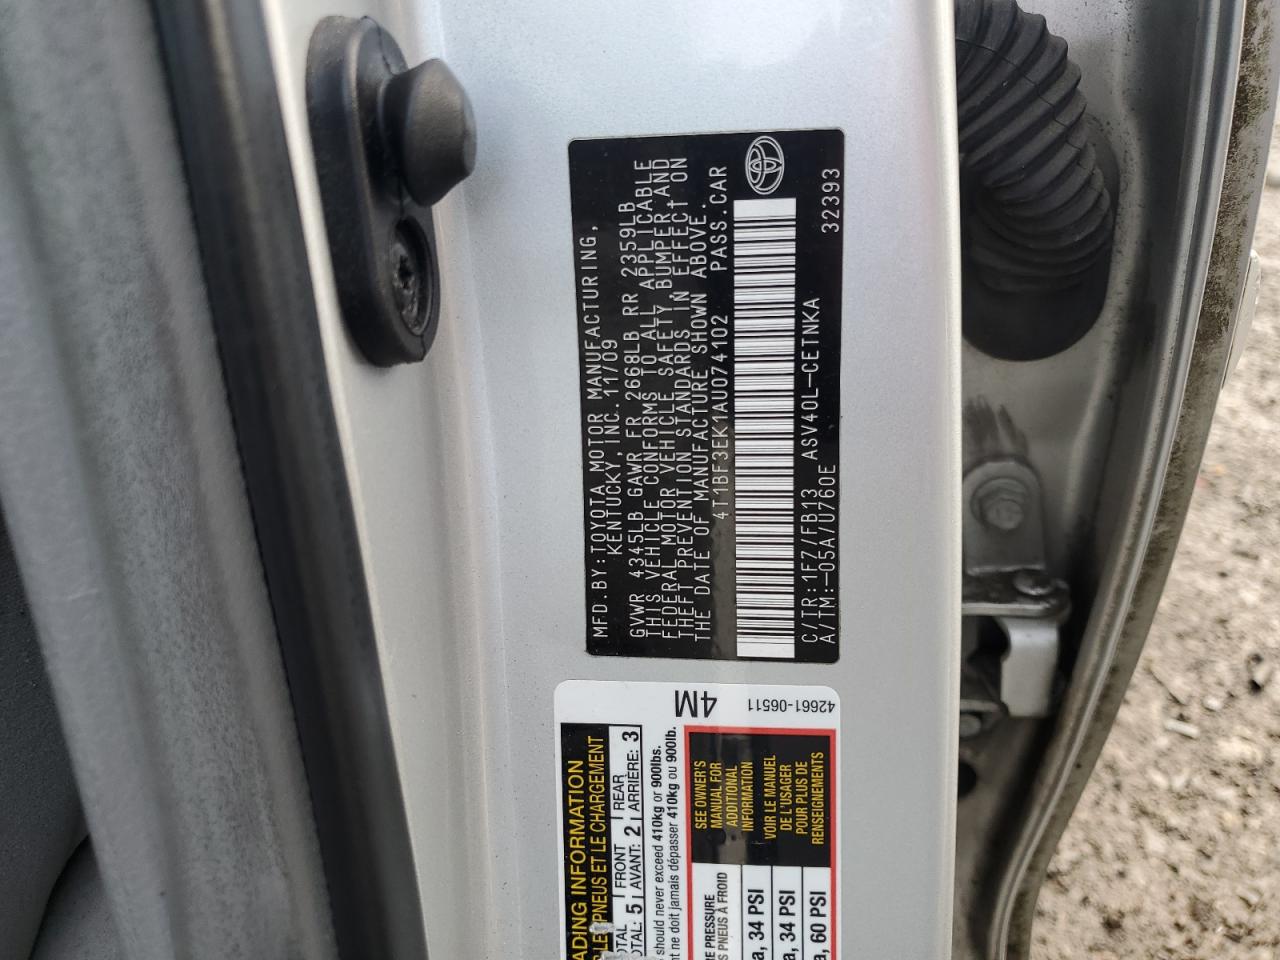 MFD.BY:TOYOTA MOTOR MANUFACTURING,
KENTUCKY,INC. 11/09
GVWR 4345LB GAWR FR 2668LB RR 2359LB
THIS VEHICLE CONFORMS TO ALL APPLICABLE
FEDERAL MOTOR VEHICLE SAFETY,BUMPER,AND
THEFT PREVENTION STANDARDS IN EFFECT ON
THE DATE OF MANUFACTURE SHOWN ABOVE.
4T1BF3EK1AU074102 PASS.CAR
C/TR:1F7/FB13 ASV40L-CETNKA
A/TM:-05A/U760E 32393
4M
42661-06511
ADING INFORMATION
PNEUS ET LE CHARGEMENT
OTAL FRONT REAR
OTAL: 5 AVANT: 2 ARRIÈRE: 3
should never exceed 410kg or 900lbs.
nt ne doit jamais dépasser 410kg ou 900lb.
RE PRESSURE
S PNEUS À FROID
SEE OWNER'S
MANUAL FOR
ADDITIONAL
INFORMATION
VOIR LE MANUEL
DE L'USAGER
POUR PLUS DE
RENSEIGNEMENTS
a, 34 PSI
a, 34 PSI
a, 60 PSI